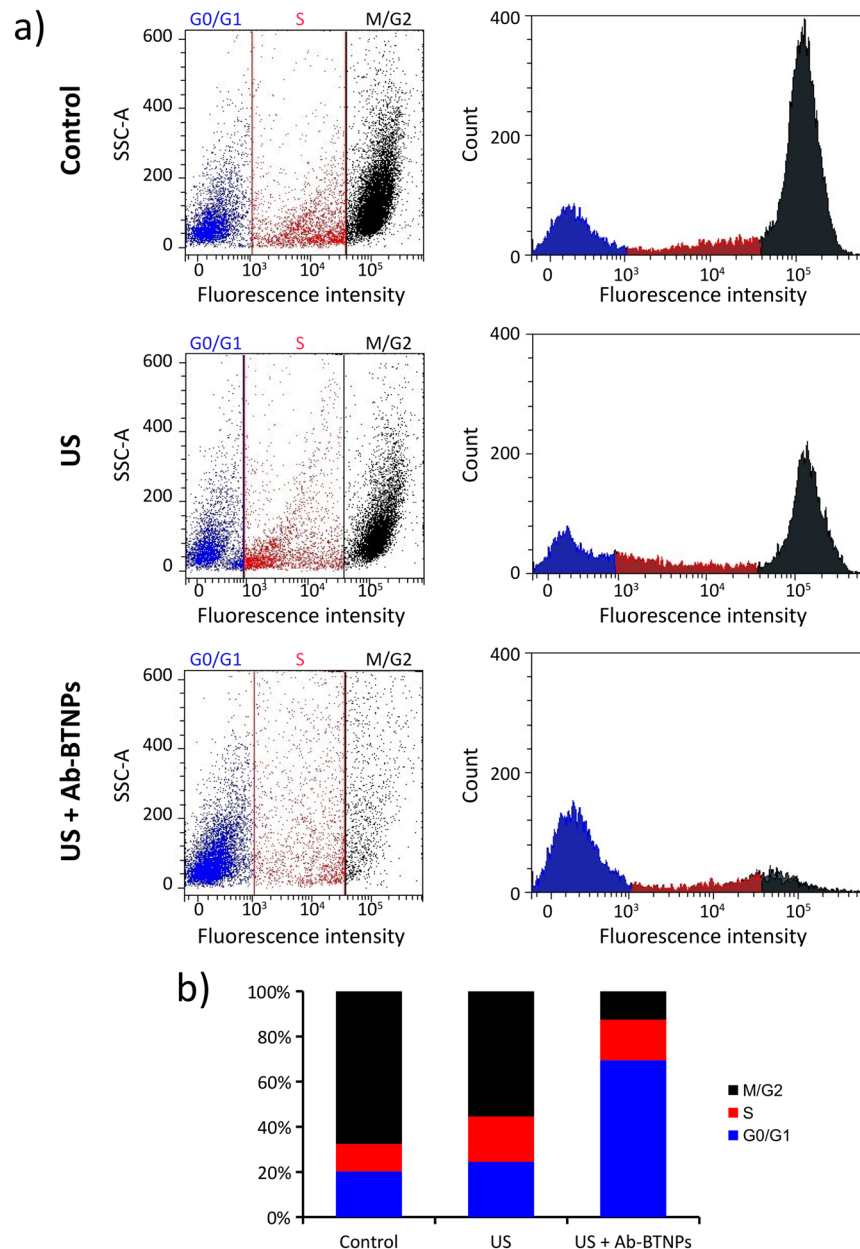 a)
G0/G1 S M/G2
Control
SSC-A
600
400
200
0
0 10³ 10⁴ 10⁵
Fluorescence intensity
Count
400
200
0
0 10³ 10⁴ 10⁵
Fluorescence intensity
G0/G1 S M/G2
US
SSC-A
600
400
200
0
0 10³ 10⁴ 10⁵
Fluorescence intensity
Count
400
200
0
0 10³ 10⁴ 10⁵
Fluorescence intensity
G0/G1 S M/G2
US + Ab-BTNPs
SSC-A
600
400
200
0
0 10³ 10⁴ 10⁵
Fluorescence intensity
Count
400
200
0
0 10³ 10⁴ 10⁵
Fluorescence intensity
b)
100%
80%
60%
40%
20%
0%
Control US US + Ab-BTNPs
M/G2
S
G0/G1